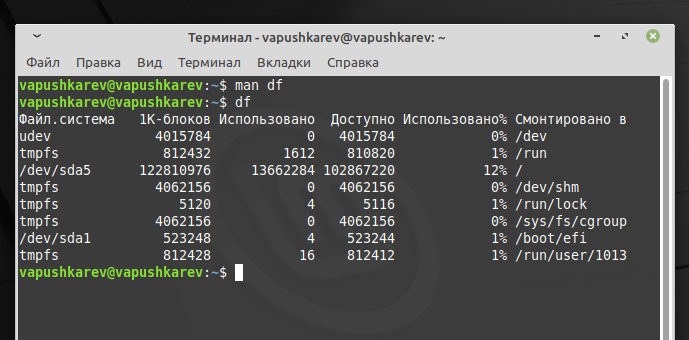 Терминал - vapushkarev@vapushkarev: ~
Файл Правка Вид Терминал Вкладки Справка
vapushkarev@vapushkarev:~$ man df
vapushkarev@vapushkarev:~$ df
Файл.система 1K-блоков Использовано Доступно Использовано% Cмонтировано в
udev 4015784 0 4015784 0% /dev
tmpfs 812432 1612 810820 1% /run
/dev/sda5 122810976 13662284 102867220 12% /
tmpfs 4062156 0 4062156 0% /dev/shm
tmpfs 5120 4 5116 1% /run/lock
tmpfs 4062156 0 4062156 0% /sys/fs/cgroup
/dev/sda1 523248 4 523244 1% /boot/efi
tmpfs 812428 16 812412 1% /run/user/1013
vapushkarev@vapushkarev:~$